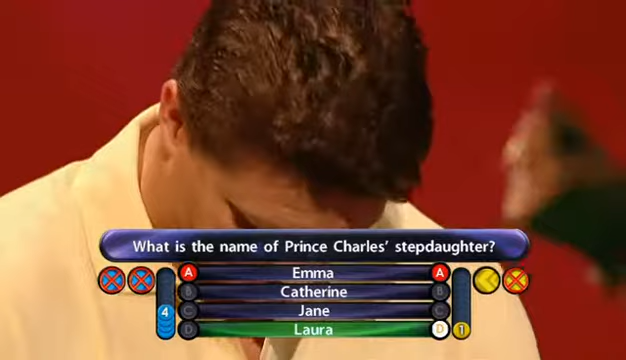 What is the name of Prince Charles' stepdaughter?
A Emma A
B Catherine B
C Jane C
D Laura D
4
1